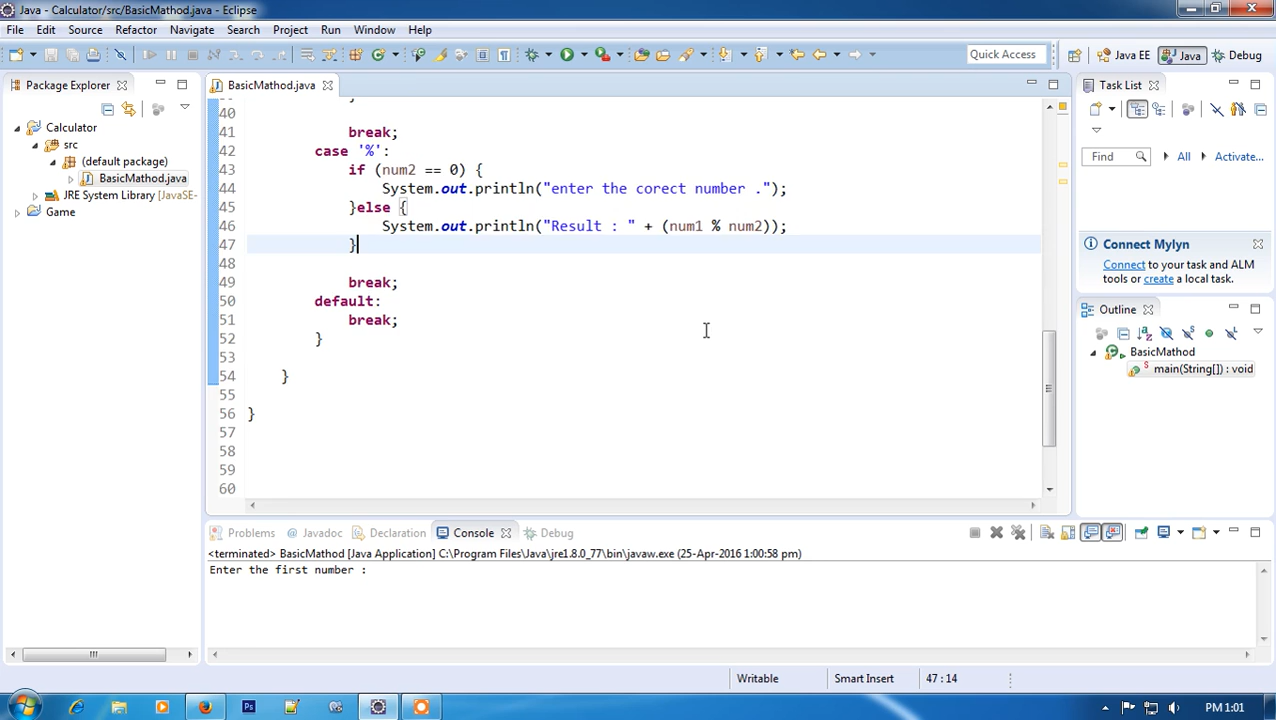 Java - Calculator/src/BasicMathod.java - Eclipse
File Edit Source Refactor Navigate Search Project Run Window Help
Quick Access Java EE Java Debug
Package Explorer
Calculator
src
(default package)
BasicMathod.java
JRE System Library [JavaSE-
Game
BasicMathod.java
40
41 break;
42 case '%':
43 if (num2 == 0) {
44 System.out.println("enter the corect number .");
45 }else {
46 System.out.println("Result : " + (num1 % num2));
47 }
48
49 break;
50 default:
51 break;
52 }
53
54 }
55
56 }
57
58
59
60
Task List
Find All Activate...
Connect Mylyn
Connect to your task and ALM
tools or create a local task.
Outline
BasicMathod
main(String[]) : void
Problems Javadoc Declaration Console Debug
<terminated> BasicMathod [Java Application] C:\Program Files\Java\jre1.8.0_77\bin\javaw.exe (25-Apr-2016 1:00:58 pm)
Enter the first number :
Writable Smart Insert 47 : 14
PM 1:01